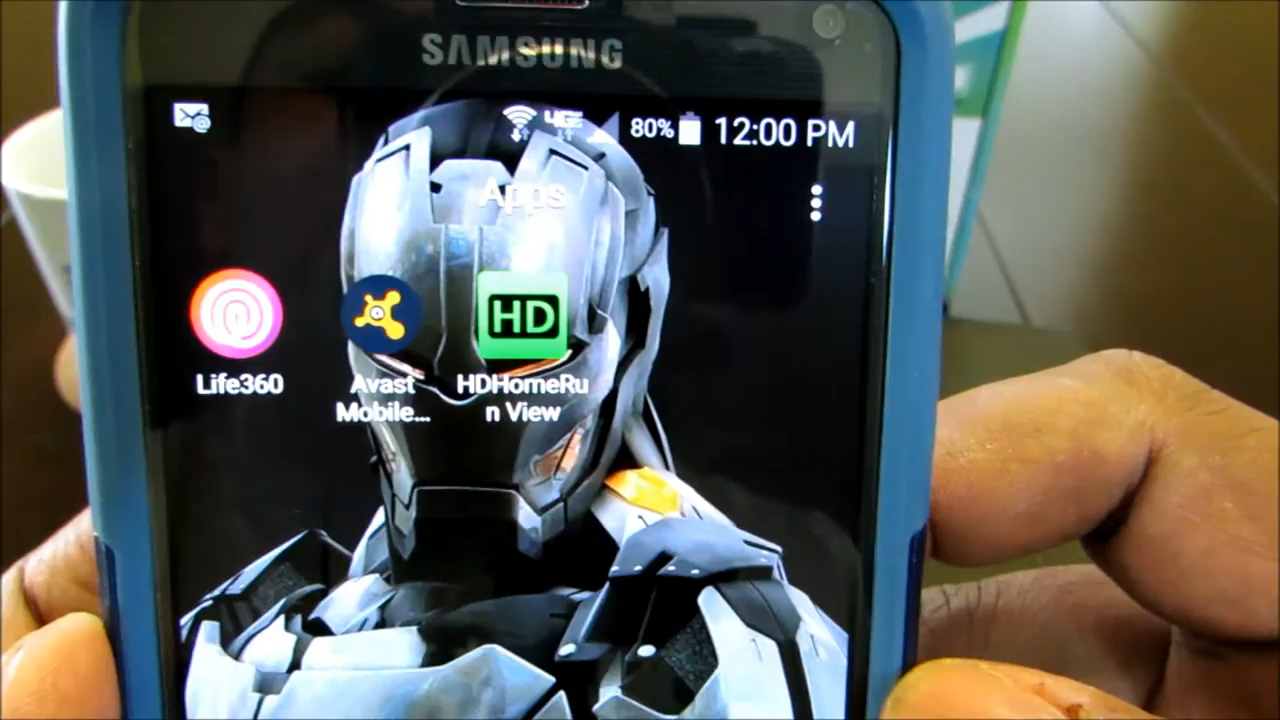 SAMSUNG
4G 80% 12:00 PM
Apps
HD
Life360
Avast
Mobile...
HDHomeRu
n View